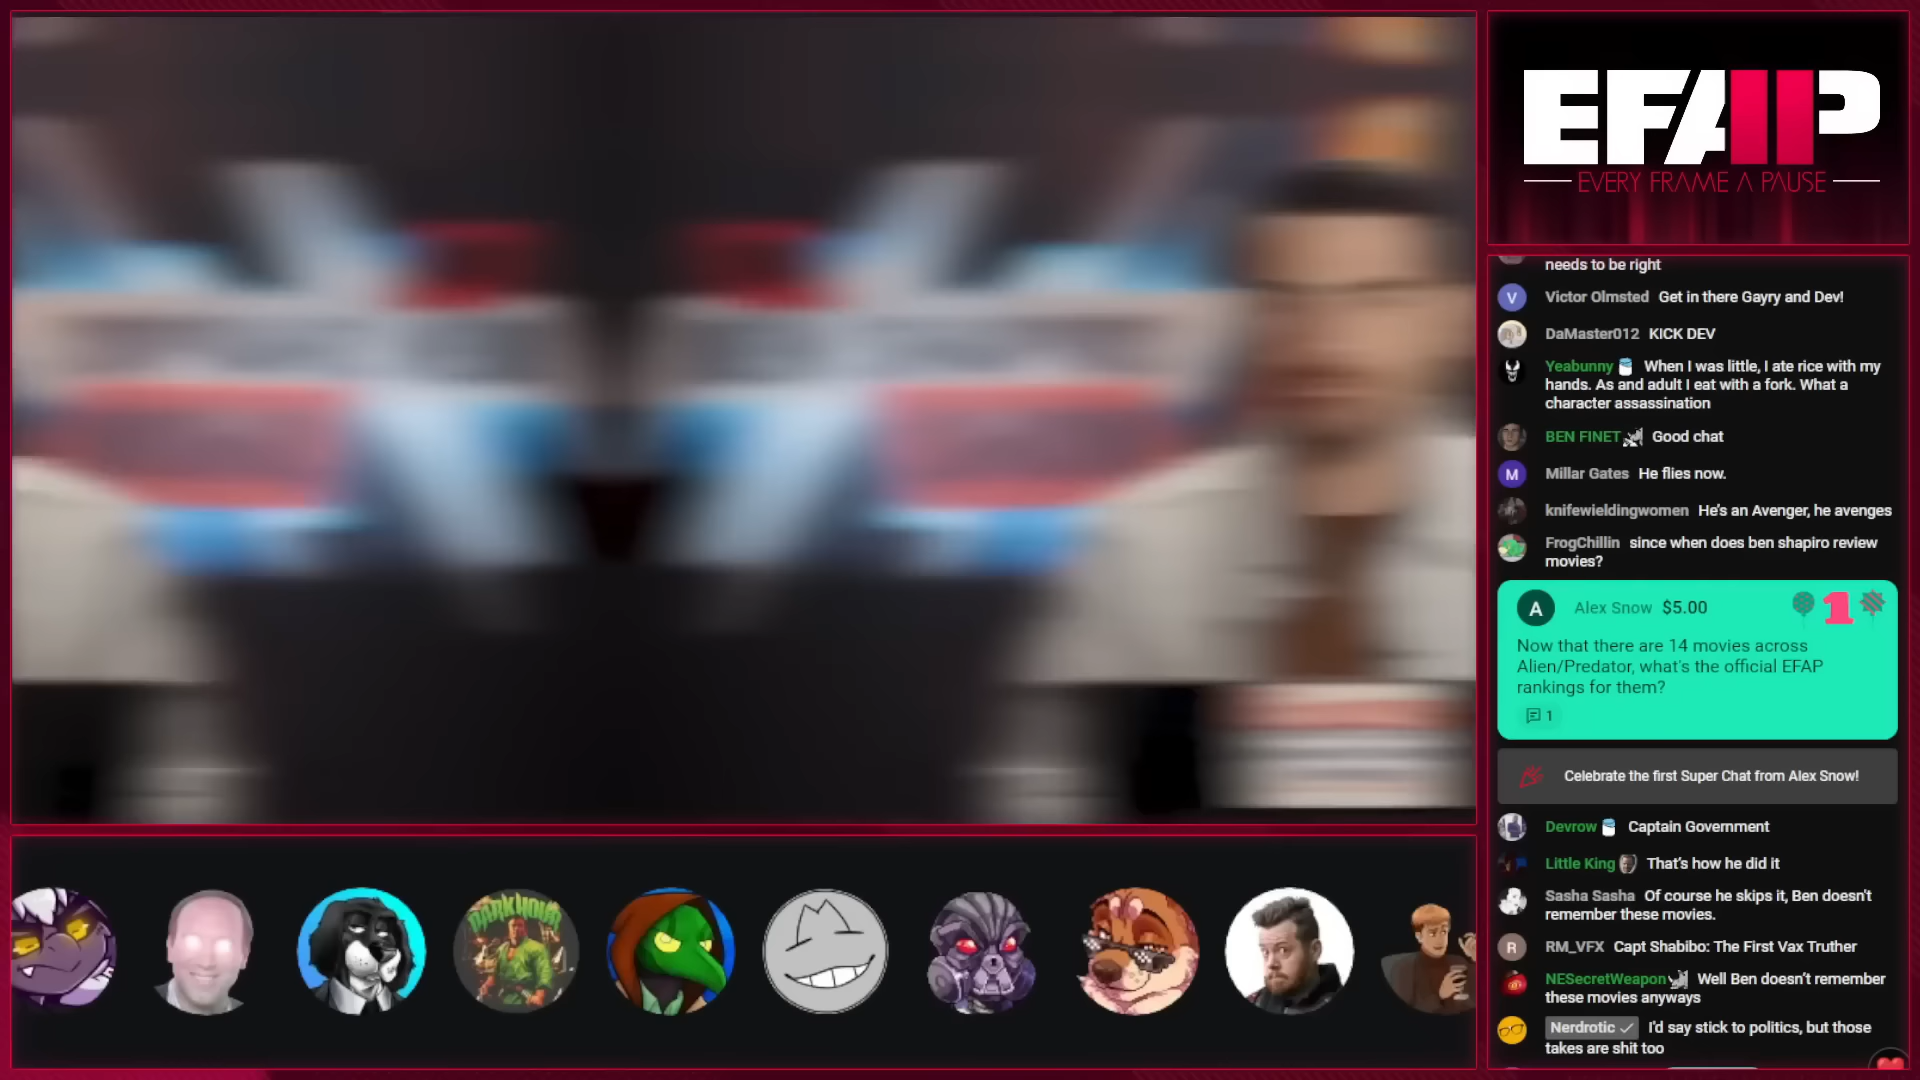 EFAP
EVERY FRAME A PAUSE
needs to be right
V Victor Olmsted Get in there Gayry and Dev!
DaMaster012 KICK DEV
Yeabunny When I was little, I ate rice with my
hands. As and adult I eat with a fork. What a
character assassination
BEN FINET Good chat
M Millar Gates He flies now.
knifewieldingwomen He's an Avenger, he avenges
FrogChillin since when does ben shapiro review
movies?
A Alex Snow $5.00 1
Now that there are 14 movies across
Alien/Predator, what's the official EFAP
rankings for them?
1
Celebrate the first Super Chat from Alex Snow!
Devrow Captain Government
Little King That's how he did it
Sasha Sasha Of course he skips it, Ben doesn't
remember these movies.
R RM_VFX Capt Shabibo: The First Vax Truther
NESecretWeapon Well Ben doesn't remember
these movies anyways
Nerdrotic I'd say stick to politics, but those
takes are shit too
DARK HOUR